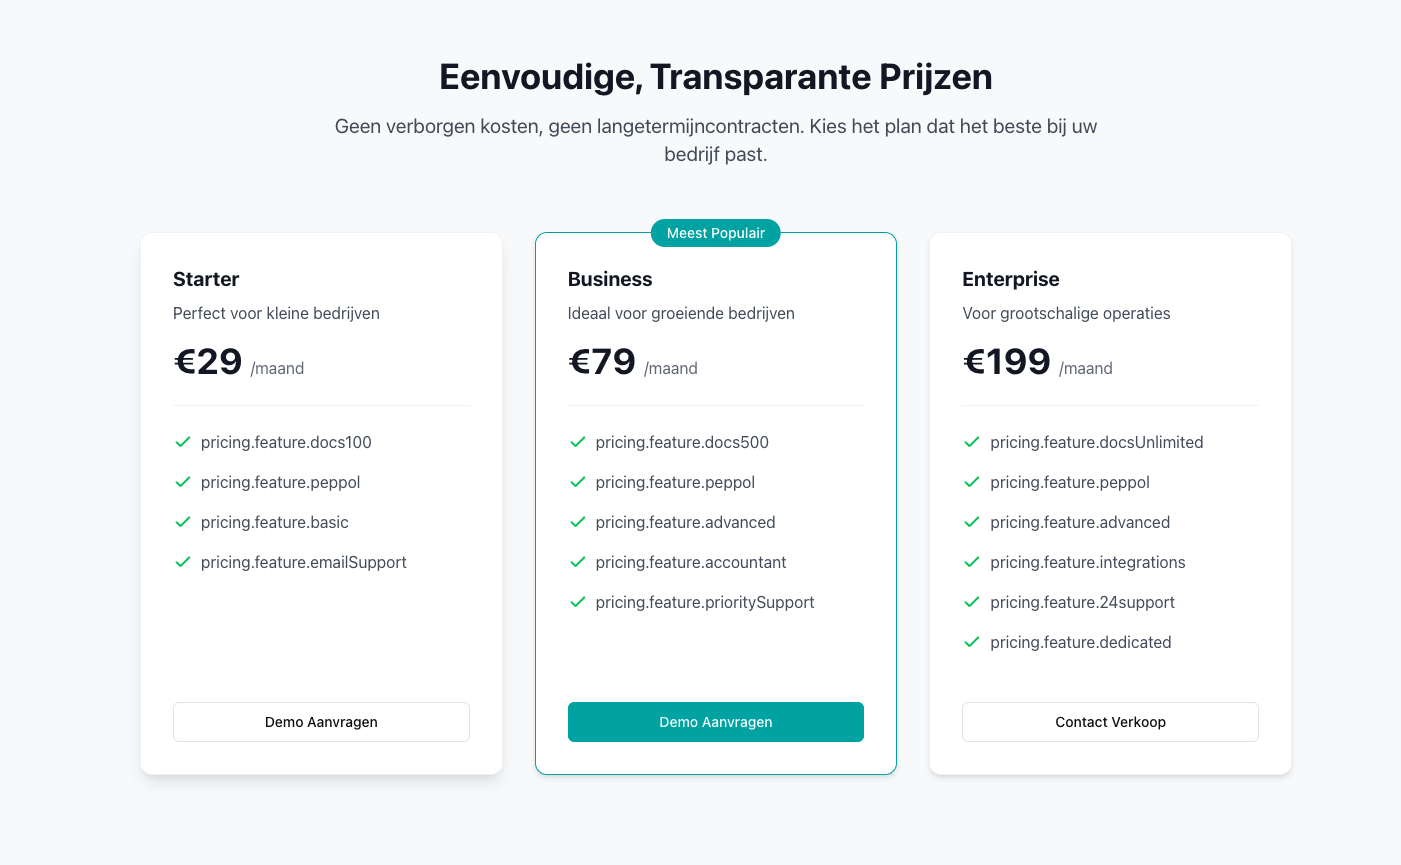 Eenvoudige, Transparante Prijzen
Geen verborgen kosten, geen langetermijncontracten. Kies het plan dat het beste bij uw
bedrijf past.
Starter
Perfect voor kleine bedrijven
€29 /maand
pricing.feature.docs100
pricing.feature.peppol
pricing.feature.basic
pricing.feature.emailSupport
Demo Aanvragen
Meest Populair
Business
Ideaal voor groeiende bedrijven
€79 /maand
pricing.feature.docs500
pricing.feature.peppol
pricing.feature.advanced
pricing.feature.accountant
pricing.feature.prioritySupport
Demo Aanvragen
Enterprise
Voor grootschalige operaties
€199 /maand
pricing.feature.docsUnlimited
pricing.feature.peppol
pricing.feature.advanced
pricing.feature.integrations
pricing.feature.24support
pricing.feature.dedicated
Contact Verkoop